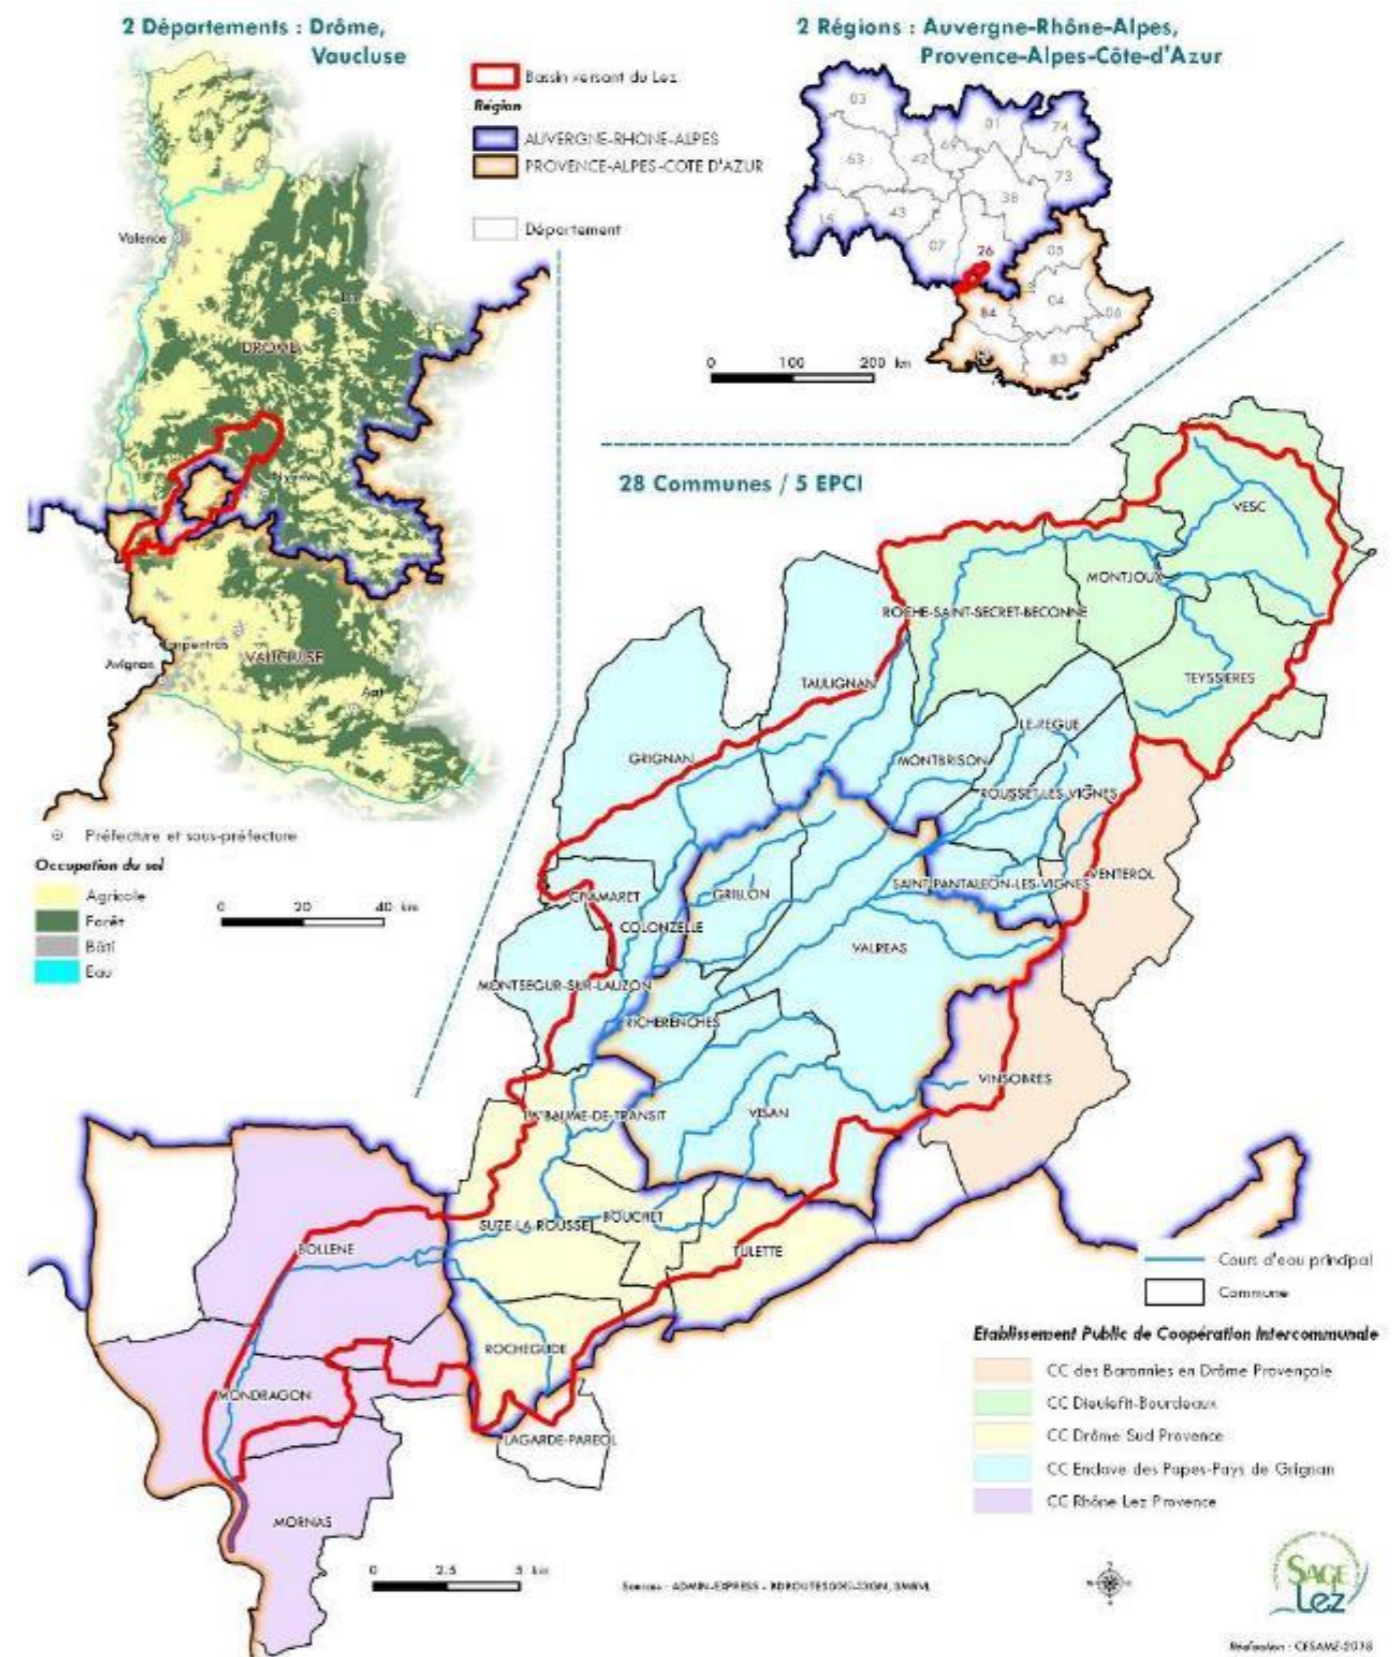 2 Départements : Drôme,
Vaucluse
2 Régions : Auvergne-Rhône-Alpes,
Provence-Alpes-Côte-d'Azur
Bassin versant du Lez
Région
AUVERGNE-RHONE-ALPES
PROVENCE-ALPES-COTE D'AZUR
Département
03
01
74
63
42
69
73
15
43
38
07
26
05
04
84
06
83
0 100 200 km
Valence
Die
DROME
Nyons
Carpentras
Avignon
VAUCLUSE
Apt
Préfecture et sous-préfecture
Occupation du sol
Agricole
Forêt
Bâti
Eau
0 20 40 km
28 Communes / 5 EPCI
VESC
MONTJOUX
ROCHE-SAINT-SECRET-BECONNE
TEYSSIERES
TAULIGNAN
LE-PEGUE
GRIGNAN
MONTBRISON
ROUSSET-LES-VIGNES
SAINT-PANTALEON-LES-VIGNES
VENTEROL
CHAMARET
GRILLON
COLONZELLE
VALREAS
MONTSEGUR-SUR-LAUZON
RICHERENCHES
VINSOBRES
LA-BAUME-DE-TRANSIT
VISAN
SUZE-LA-ROUSSE
BOUCHET
TULETTE
BOLLENE
ROCHEGUDE
MONDRAGON
LAGARDE-PAREOL
MORNAS
Cours d'eau principal
Commune
Etablissement Public de Coopération Intercommunale
CC des Baronnies en Drôme Provençale
CC Dieulefit-Bourdeaux
CC Drôme Sud Provence
CC Enclave des Papes-Pays de Grignan
CC Rhône Lez Provence
0 2.5 5 km
Sources : ADMIN-EXPRESS -
SAGE
Lez
Réalisation : CESAME-2018